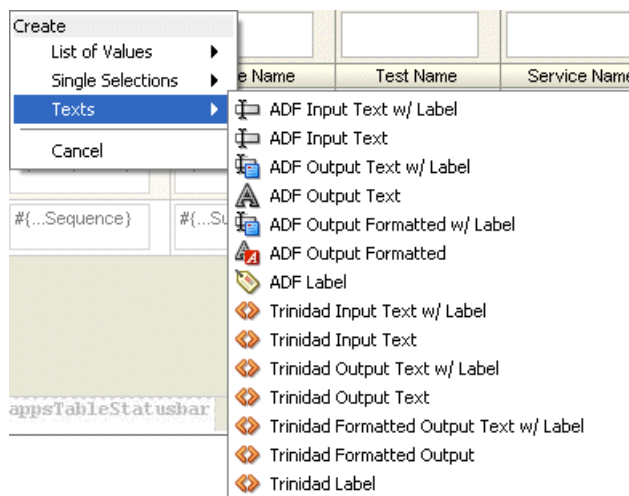 Create
List of Values
Single Selections
Texts
Cancel
e Name
Test Name
Service Name
ADF Input Text w/ Label
ADF Input Text
ADF Output Text w/ Label
ADF Output Text
ADF Output Formatted w/ Label
ADF Output Formatted
ADF Label
Trinidad Input Text w/ Label
Trinidad Input Text
Trinidad Output Text w/ Label
Trinidad Output Text
Trinidad Formatted Output Text w/ Label
Trinidad Formatted Output
Trinidad Label
#{...Sequence}
#{...Su
appsTableStatusbar